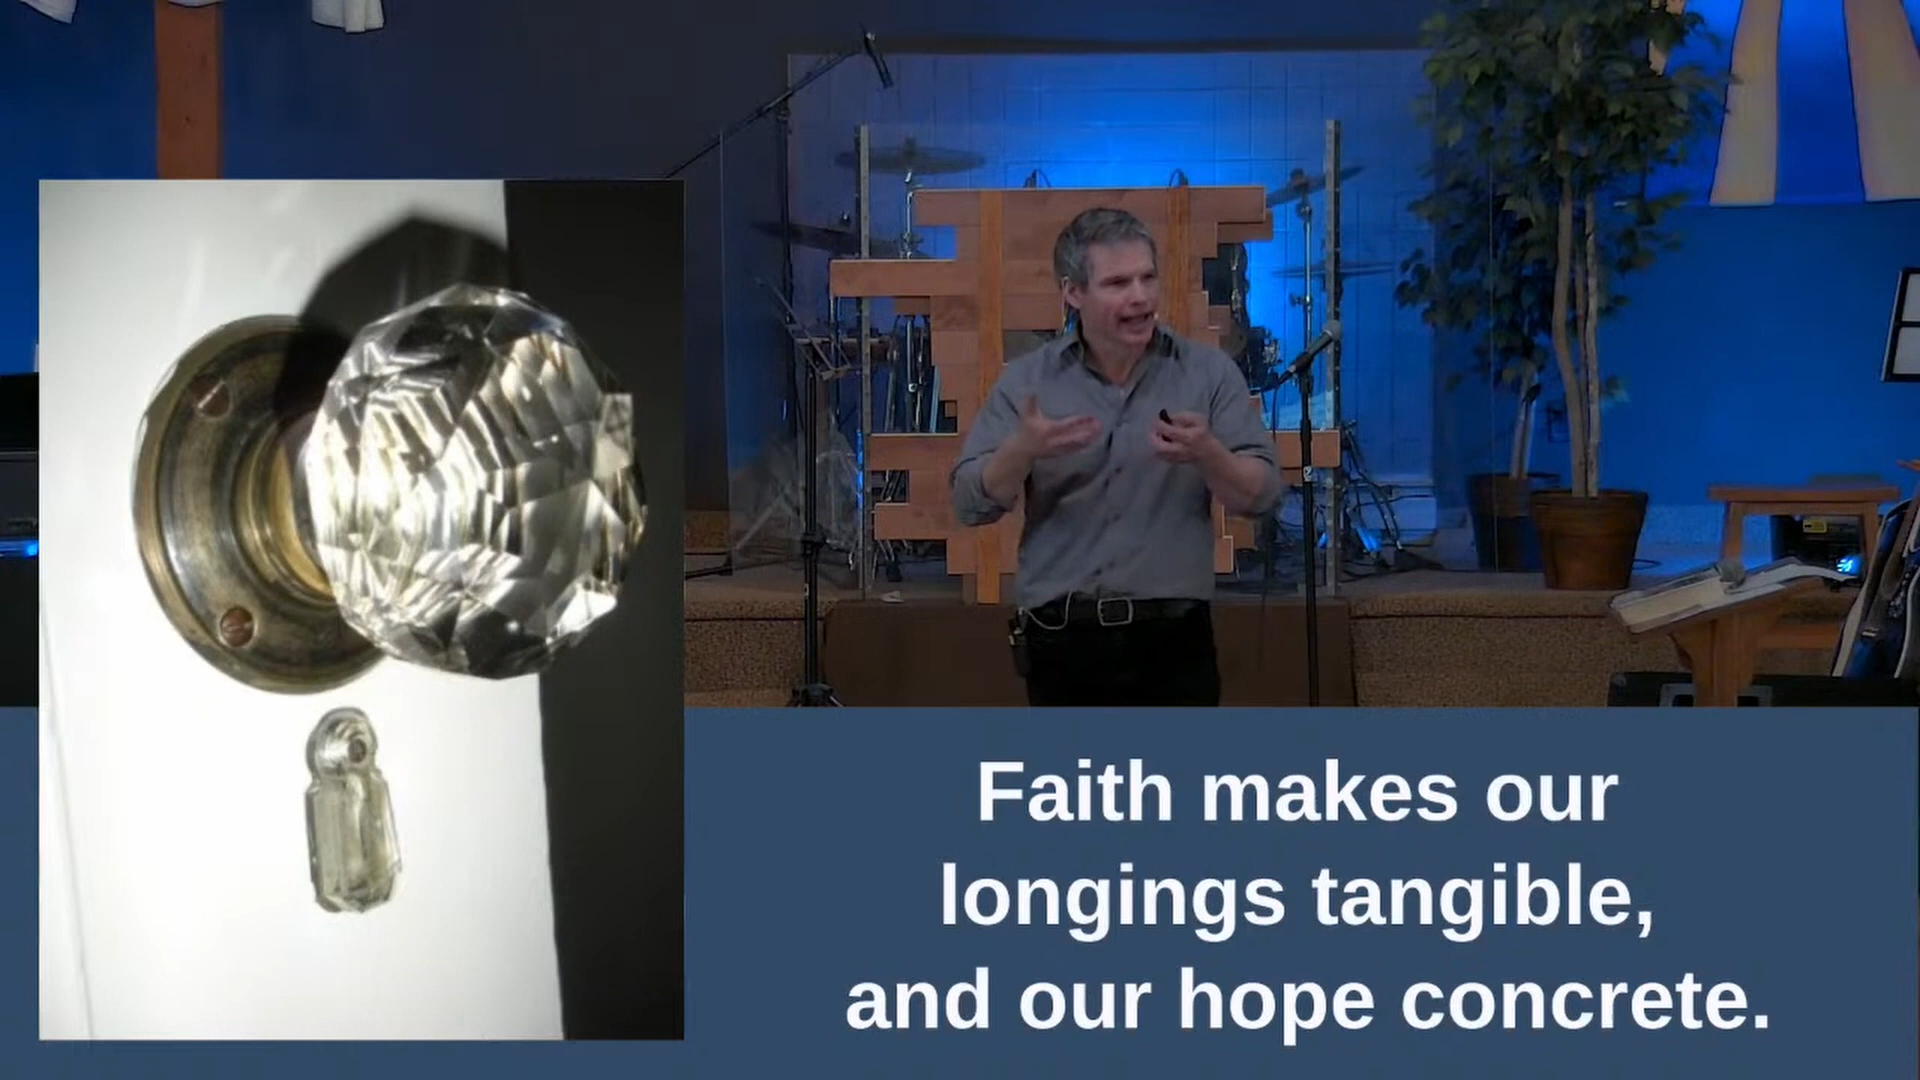 Faith makes our
longings tangible,
and our hope concrete.